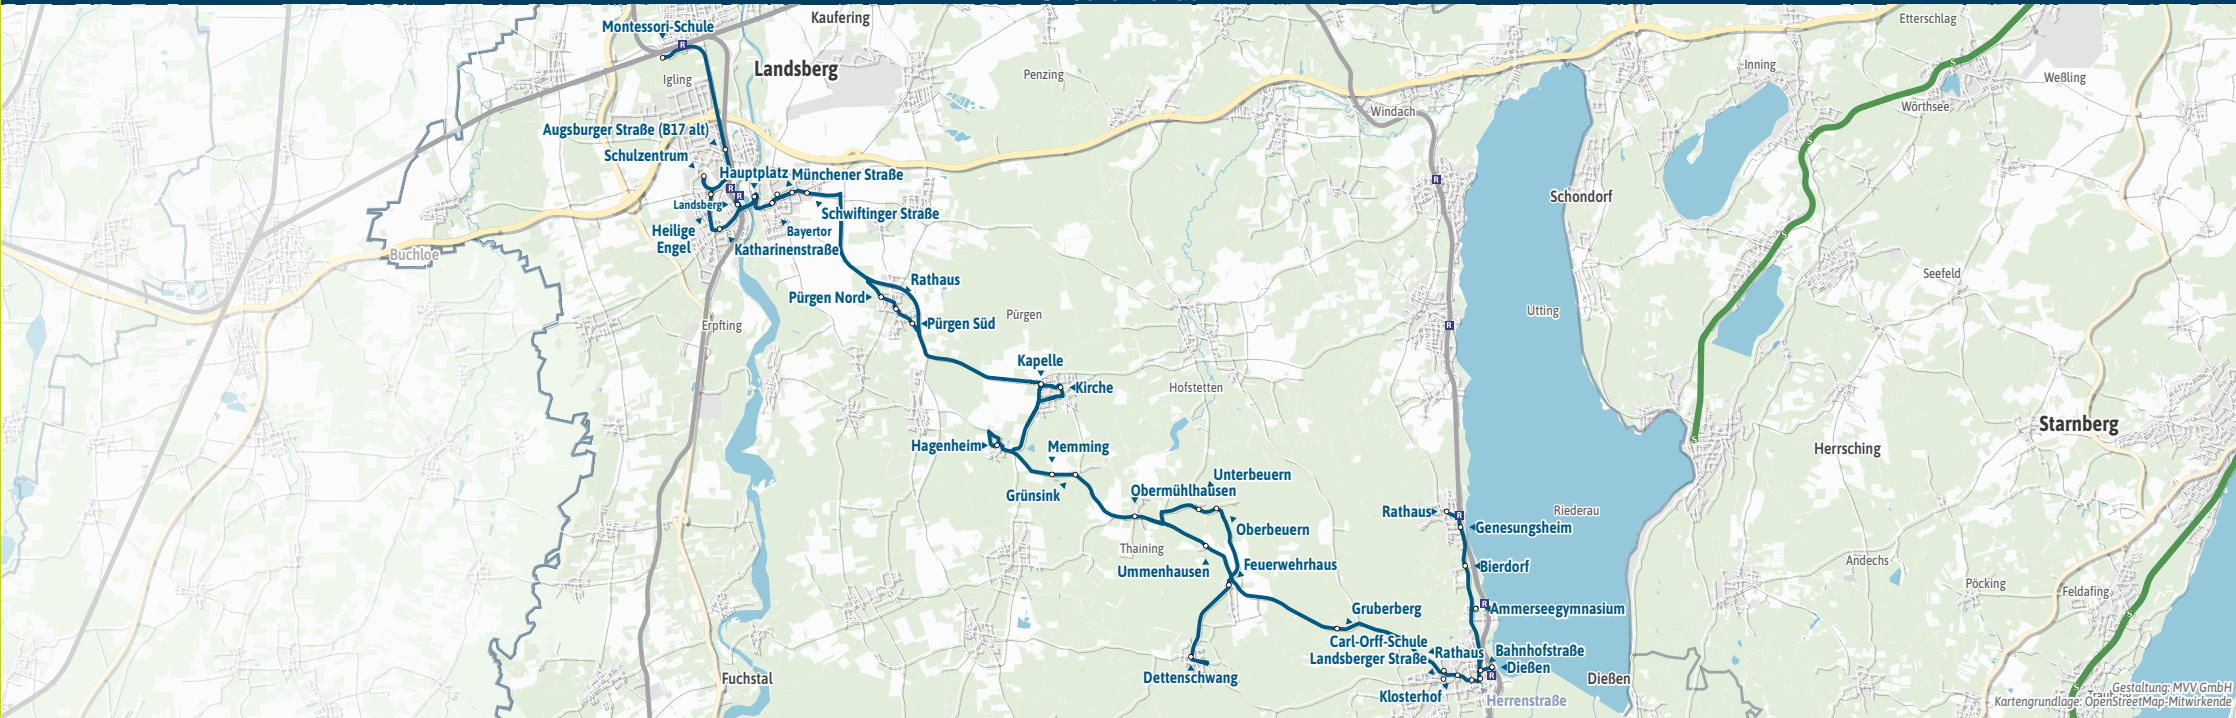 Kaufering
Etterschlag
Montessori-Schule
R
Landsberg
Penzing
Inning
S
Weßling
Igling
Wörthsee
Windach
Augsburger Straße (B17 alt)
S
Schulzentrum
Hauptplatz
Münchener Straße
R
R
R
Schondorf
Landsberg
Schwiftinger Straße
Heilige
Engel
Bayertor
S
Katharinenstraße
Buchloe
Seefeld
Rathaus
Pürgen Nord
Pürgen
Utting
Erpfting
Pürgen Süd
R
Kapelle
Kirche
Hofstetten
Starnberg
S
Hagenheim
Memming
Herrsching
Unterbeuern
Grünsink
Obermühlhausen
Rathaus
R
Riederau
Oberbeuern
Genesungsheim
Thaining
Ummenhausen
Feuerwehrhaus
Bierdorf
Andechs
Pöcking
Feldafing
Gruberberg
R
Ammerseegymnasium
S
Carl-Orff-Schule
Rathaus
Bahnhofstraße
Landsberger Straße
Dießen
Dettenschwang
R
Fuchstal
Dießen
Klosterhof
Herrenstraße
S
Gestaltung: MVV GmbH
Kartengrundlage: OpenStreetMap-Mitwirkende